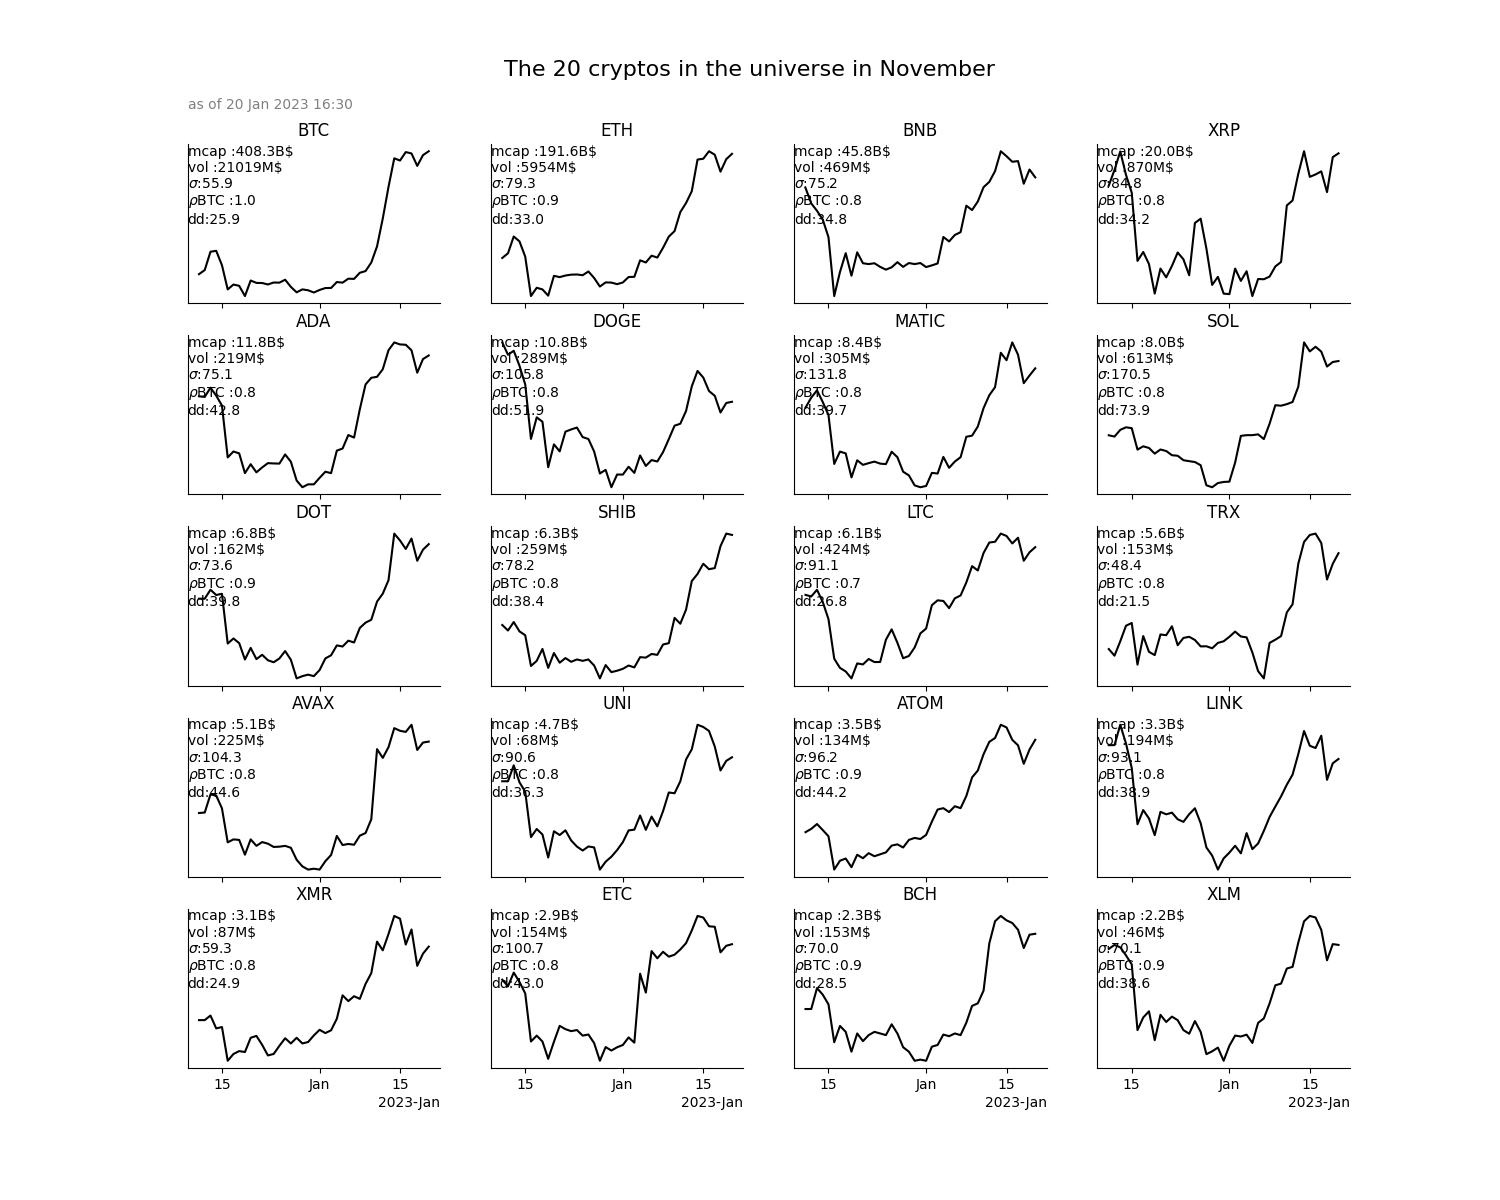 The 20 cryptos in the universe in November
as of 20 Jan 2023 16:30
BTC
mcap :408.3B$
vol :21019M$
σ:55.9
ρBTC :1.0
dd:25.9
ETH
mcap :191.6B$
vol :5954M$
σ:79.3
ρBTC :0.9
dd:33.0
BNB
mcap :45.8B$
vol :469M$
σ:75.2
ρBTC :0.8
dd:34.8
XRP
mcap :20.0B$
vol :870M$
σ:84.8
ρBTC :0.8
dd:34.2
ADA
mcap :11.8B$
vol :219M$
σ:75.1
ρBTC :0.8
dd:42.8
DOGE
mcap :10.8B$
vol :289M$
σ:105.8
ρBTC :0.8
dd:51.9
MATIC
mcap :8.4B$
vol :305M$
σ:131.8
ρBTC :0.8
dd:39.7
SOL
mcap :8.0B$
vol :613M$
σ:170.5
ρBTC :0.8
dd:73.9
DOT
mcap :6.8B$
vol :162M$
σ:73.6
ρBTC :0.9
dd:39.8
SHIB
mcap :6.3B$
vol :259M$
σ:78.2
ρBTC :0.8
dd:38.4
LTC
mcap :6.1B$
vol :424M$
σ:91.1
ρBTC :0.7
dd:26.8
TRX
mcap :5.6B$
vol :153M$
σ:48.4
ρBTC :0.8
dd:21.5
AVAX
mcap :5.1B$
vol :225M$
σ:104.3
ρBTC :0.8
dd:44.6
UNI
mcap :4.7B$
vol :68M$
σ:90.6
ρBTC :0.8
dd:36.3
ATOM
mcap :3.5B$
vol :134M$
σ:96.2
ρBTC :0.9
dd:44.2
LINK
mcap :3.3B$
vol :194M$
σ:93.1
ρBTC :0.8
dd:38.9
XMR
mcap :3.1B$
vol :87M$
σ:59.3
ρBTC :0.8
dd:24.9
ETC
mcap :2.9B$
vol :154M$
σ:100.7
ρBTC :0.8
dd:43.0
BCH
mcap :2.3B$
vol :153M$
σ:70.0
ρBTC :0.9
dd:28.5
XLM
mcap :2.2B$
vol :46M$
σ:70.1
ρBTC :0.9
dd:38.6
15 Jan 15
2023-Jan
15 Jan 15
2023-Jan
15 Jan 15
2023-Jan
15 Jan 15
2023-Jan